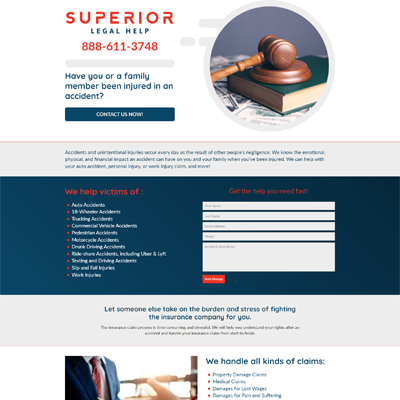 SUPERIOR
LEGAL HELP
888-611-3748
Have you or a family
member been injured in an
accident?
CONTACT US NOW!
Accidents and unintentional injuries occur every day as the result of other people's negligence. We know the emotional,
physical, and financial impact an accident can have on you and your family when you've been injured. We can help with
your auto accident, personal injury, or work injury claim, and more!
We help victims of :
Auto Accidents
18-Wheeler Accidents
Trucking Accidents
Commercial Vehicle Accidents
Pedestrian Accidents
Motorcycle Accidents
Drunk Driving Accidents
Ride-share Accidents, Including Uber & Lyft
Texting and Driving Accidents
Slip and Fall Injuries
Work Injuries
Get the help you need fast!
First Name
Last Name
Email Address
Phone
Accident Description
Send Message
Let someone else take on the burden and stress of fighting
the insurance company for you.
The insurance claim process is time consuming and stressful. We will help you understand your rights after an
accident and handle your insurance claim from start to finish.
We handle all kinds of claims:
Property Damage Claims
Medical Claims
Damages for Lost Wages
Damages for Pain and Suffering